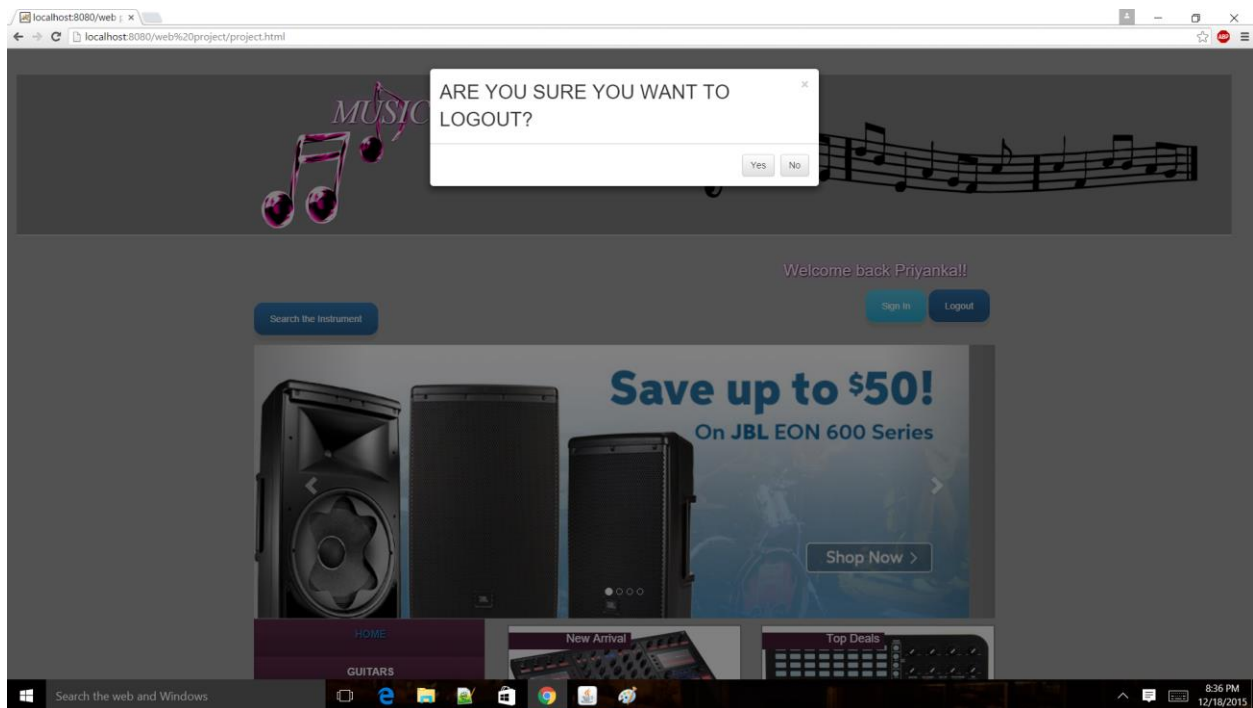 localhost:8080/web
localhost:8080/web%20project/project.html
ABP
ARE YOU SURE YOU WANT TO
LOGOUT?
×
Yes No
MUSIC
Welcome back Priyanka!!
Sign In Logout
Search the Instrument
Save up to $50!
On JBL EON 600 Series
Shop Now >
HOME
GUITARS
New Arrival
Top Deals
Search the web and Windows
8:36 PM
12/18/2015